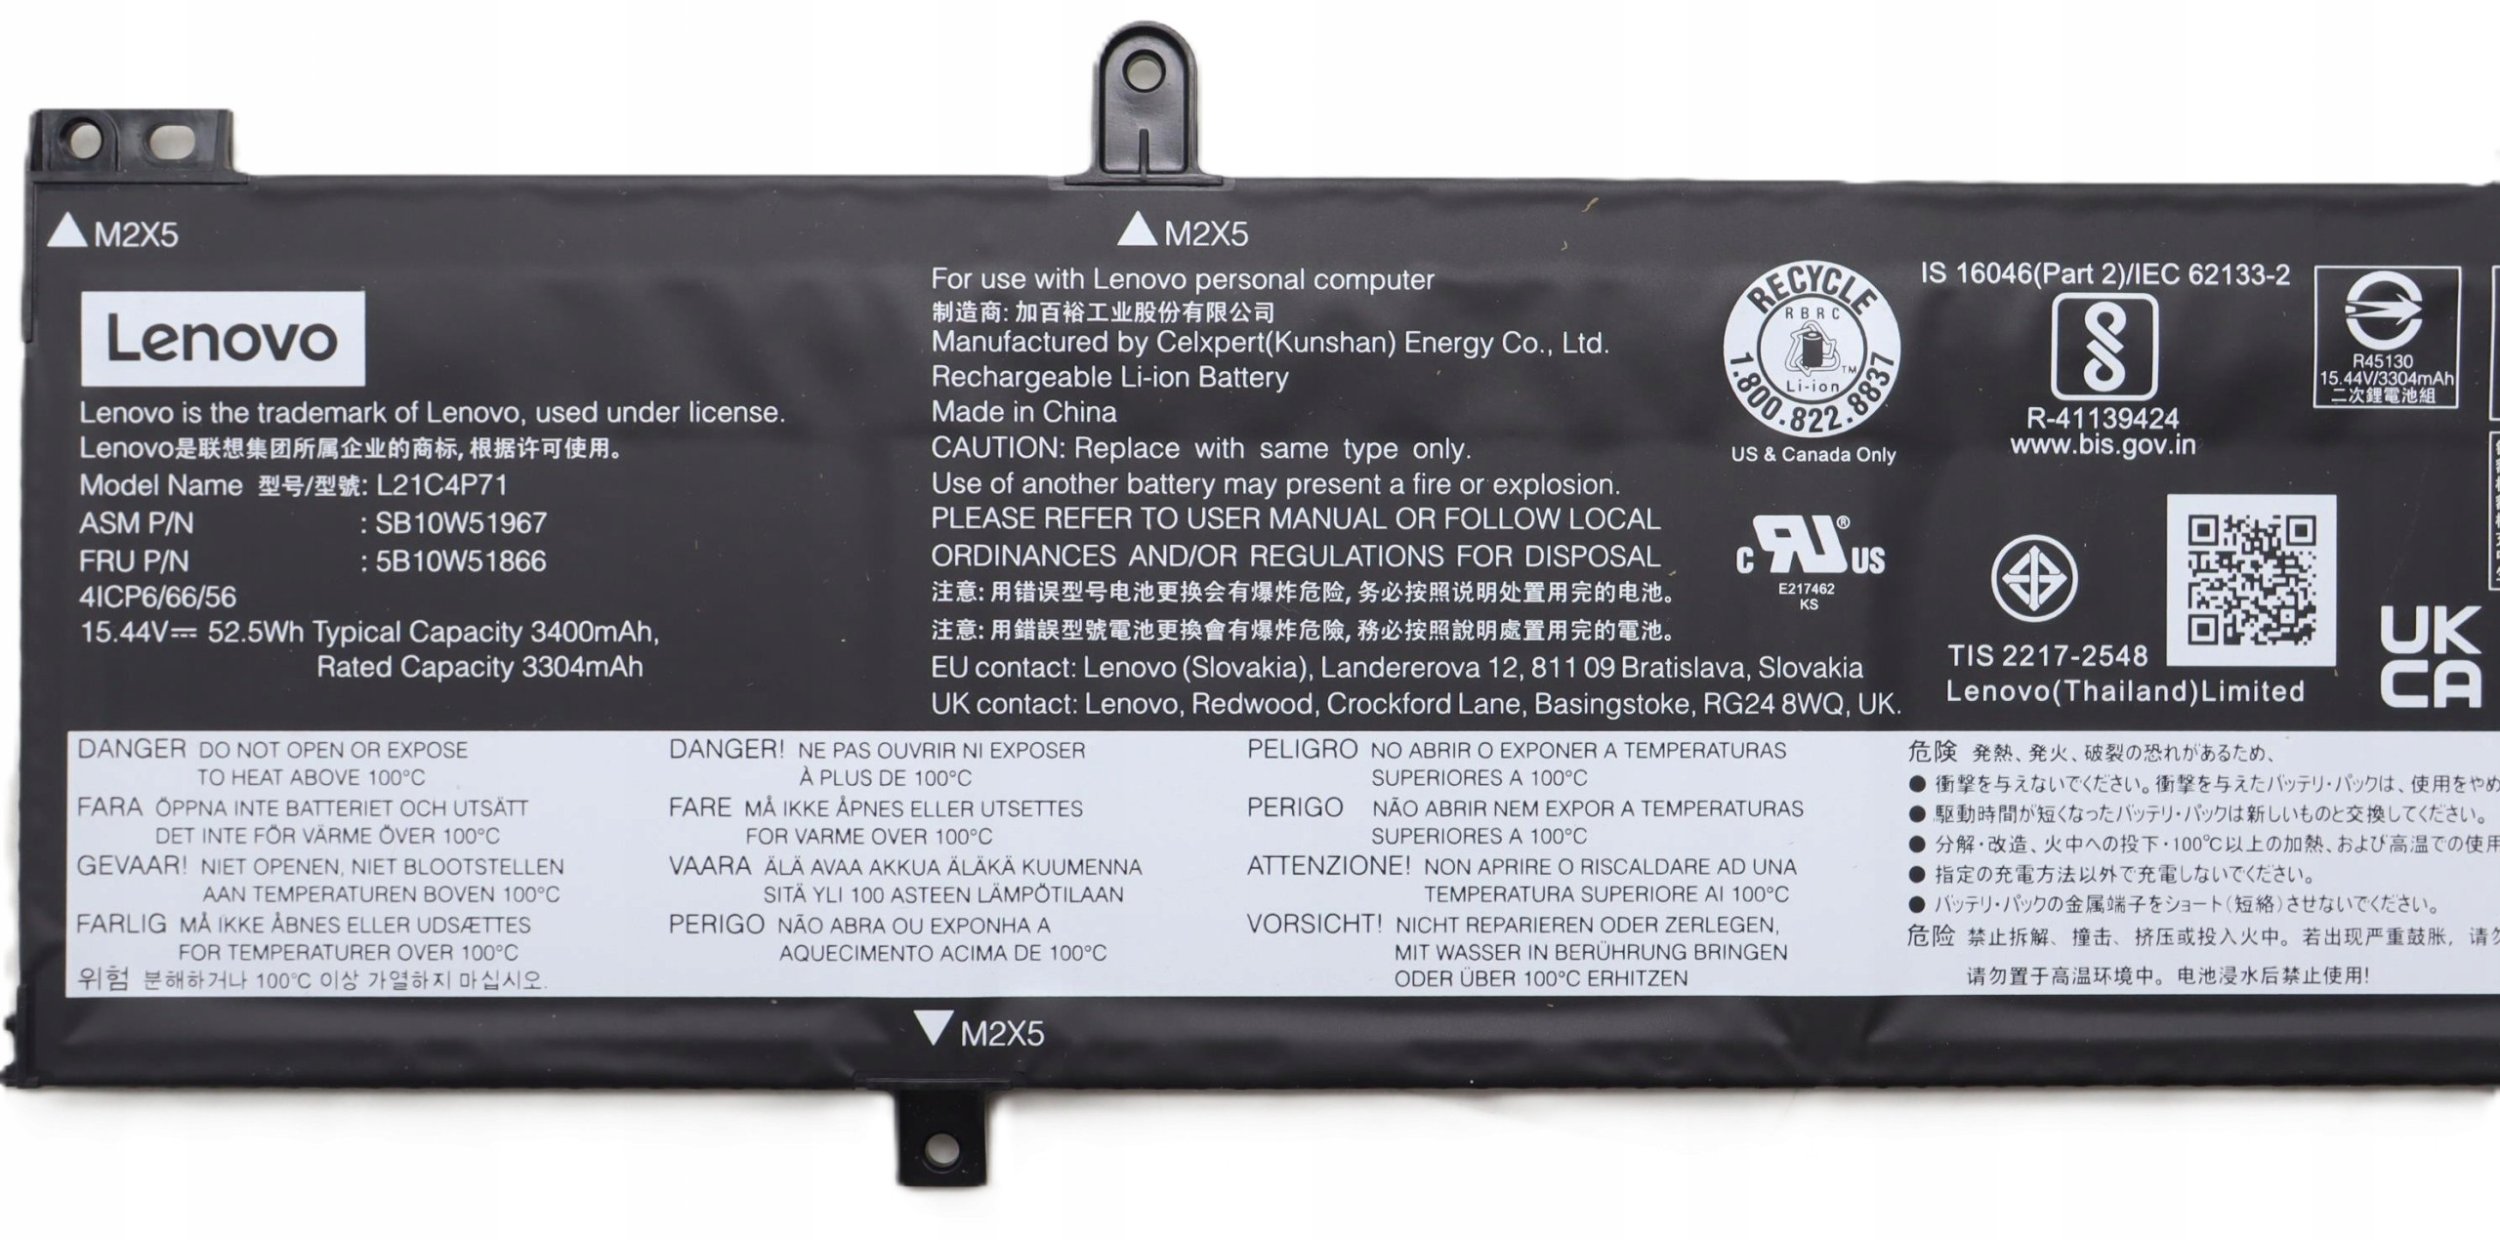 M2X5
M2X5
Lenovo
Lenovo is the trademark of Lenovo, used under license.
Lenovo是联想集团所属企业的商标,根据许可使用。
Model Name 型号/型號: L21C4P71
ASM P/N : SB10W51967
FRU P/N : 5B10W51866
4ICP6/66/56
15.44V⎓ 52.5Wh Typical Capacity 3400mAh,
Rated Capacity 3304mAh
For use with Lenovo personal computer
制造商: 加百裕工业股份有限公司
Manufactured by Celxpert(Kunshan) Energy Co., Ltd.
Rechargeable Li-ion Battery
Made in China
CAUTION: Replace with same type only.
Use of another battery may present a fire or explosion.
PLEASE REFER TO USER MANUAL OR FOLLOW LOCAL
ORDINANCES AND/OR REGULATIONS FOR DISPOSAL
注意: 用错误型号电池更换会有爆炸危险, 务必按照说明处置用完的电池。
注意: 用錯誤型號電池更換會有爆炸危險, 務必按照說明處置用完的電池。
EU contact: Lenovo (Slovakia), Landererova 12, 811 09 Bratislava, Slovakia
UK contact: Lenovo, Redwood, Crockford Lane, Basingstoke, RG24 8WQ, UK.
RECYCLE
RBRC
Li-ion TM
1.800.822.8837
US & Canada Only
C RU ® US
E217462
KS
IS 16046(Part 2)/IEC 62133-2
R-41139424
www.bis.gov.in
R45130
15.44V/3304mAh
二次鋰電池組
TIS 2217-2548
Lenovo(Thailand)Limited
UK
CA
DANGER DO NOT OPEN OR EXPOSE
TO HEAT ABOVE 100°C
FARA ÖPPNA INTE BATTERIET OCH UTSÄTT
DET INTE FÖR VÄRME ÖVER 100°C
GEVAAR! NIET OPENEN, NIET BLOOTSTELLEN
AAN TEMPERATUREN BOVEN 100°C
FARLIG MÅ IKKE ÅBNES ELLER UDSÆTTES
FOR TEMPERATURER OVER 100°C
위험 분해하거나 100°C 이상 가열하지 마십시오.
DANGER! NE PAS OUVRIR NI EXPOSER
À PLUS DE 100°C
FARE MÅ IKKE ÅPNES ELLER UTSETTES
FOR VARME OVER 100°C
VAARA ÄLÄ AVAA AKKUA ÄLÄKÄ KUUMENNA
SITÄ YLI 100 ASTEEN LÄMPÖTILAAN
PERIGO NÃO ABRA OU EXPONHA A
AQUECIMENTO ACIMA DE 100°C
PELIGRO NO ABRIR O EXPONER A TEMPERATURAS
SUPERIORES A 100°C
PERIGO NÃO ABRIR NEM EXPOR A TEMPERATURAS
SUPERIORES A 100°C
ATTENZIONE! NON APRIRE O RISCALDARE AD UNA
TEMPERATURA SUPERIORE AI 100°C
VORSICHT! NICHT REPARIEREN ODER ZERLEGEN,
MIT WASSER IN BERÜHRUNG BRINGEN
ODER ÜBER 100°C ERHITZEN
危険 発熱、発火、破裂の恐れがあるため、
● 衝撃を与えないでください。衝撃を与えたバッテリ・パックは、使用をやめ
● 駆動時間が短くなったバッテリ・パックは新しいものと交換してください。
● 分解・改造、火中への投下・100℃以上の加熱、および高温での使用
● 指定の充電方法以外で充電しないでください。
● バッテリ・パックの金属端子をショート(短絡)させないでください。
危险 禁止拆解、撞击、挤压或投入火中。若出现严重鼓胀, 请勿
请勿置于高温环境中。电池浸水后禁止使用!
M2X5